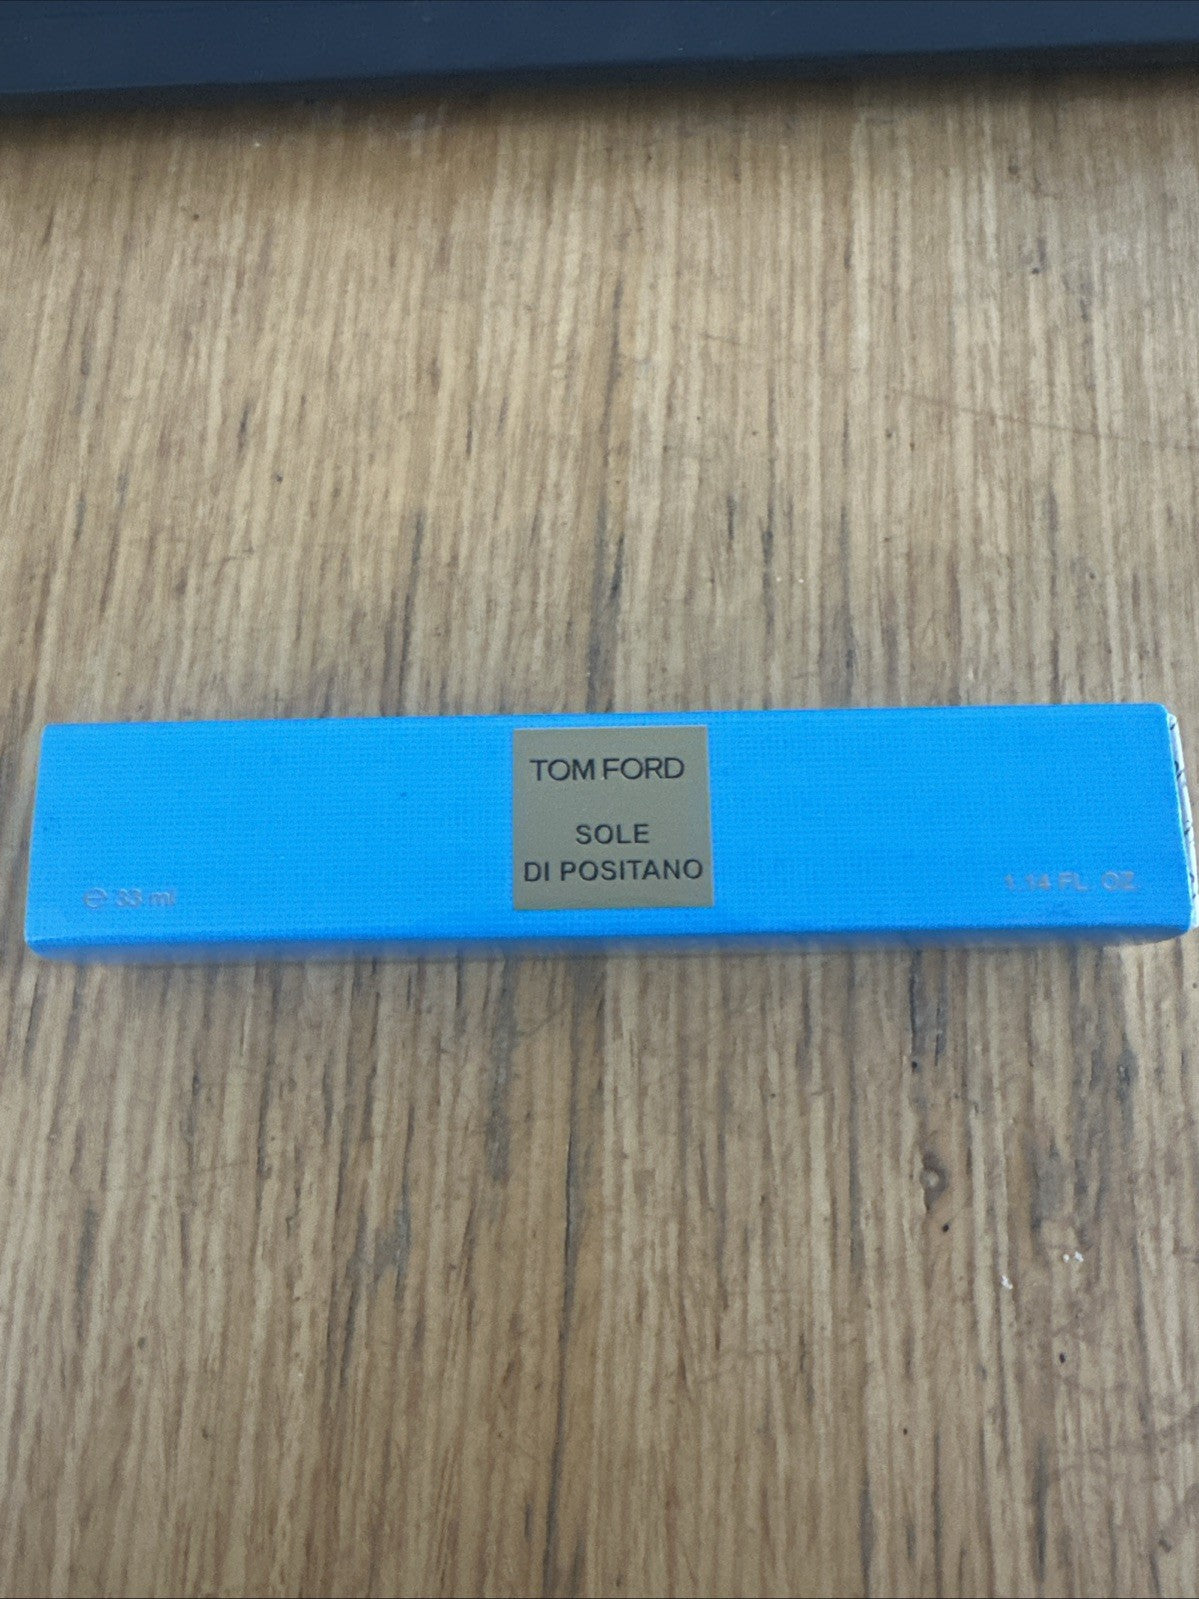 TOM FORD
SOLE
DI POSITANO
℮ 33 ml
1.14 FL. OZ.